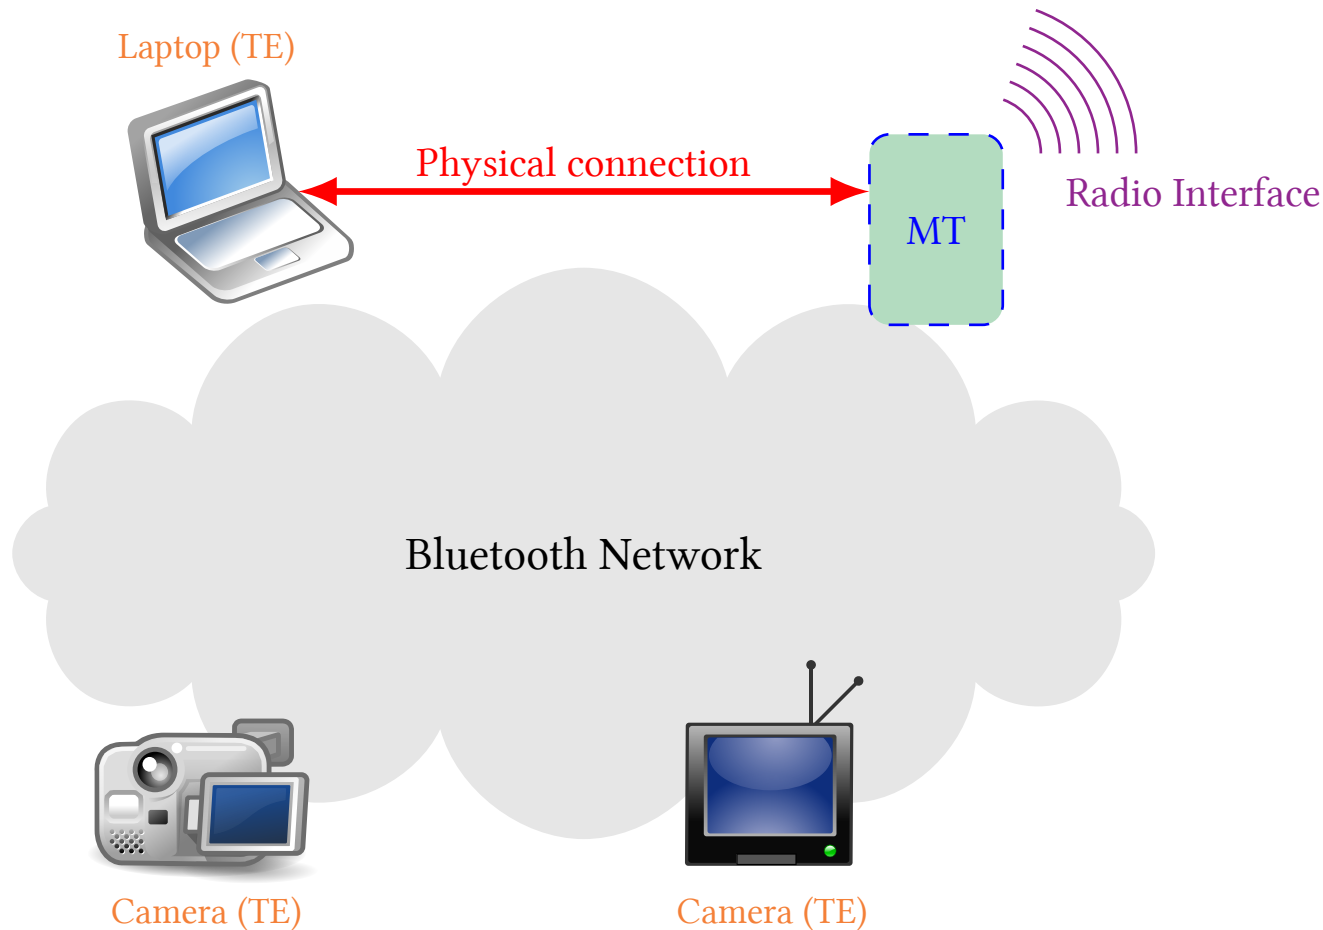 Laptop (TE)
Physical connection
Radio Interface
MT
Bluetooth Network
Camera (TE)
Camera (TE)